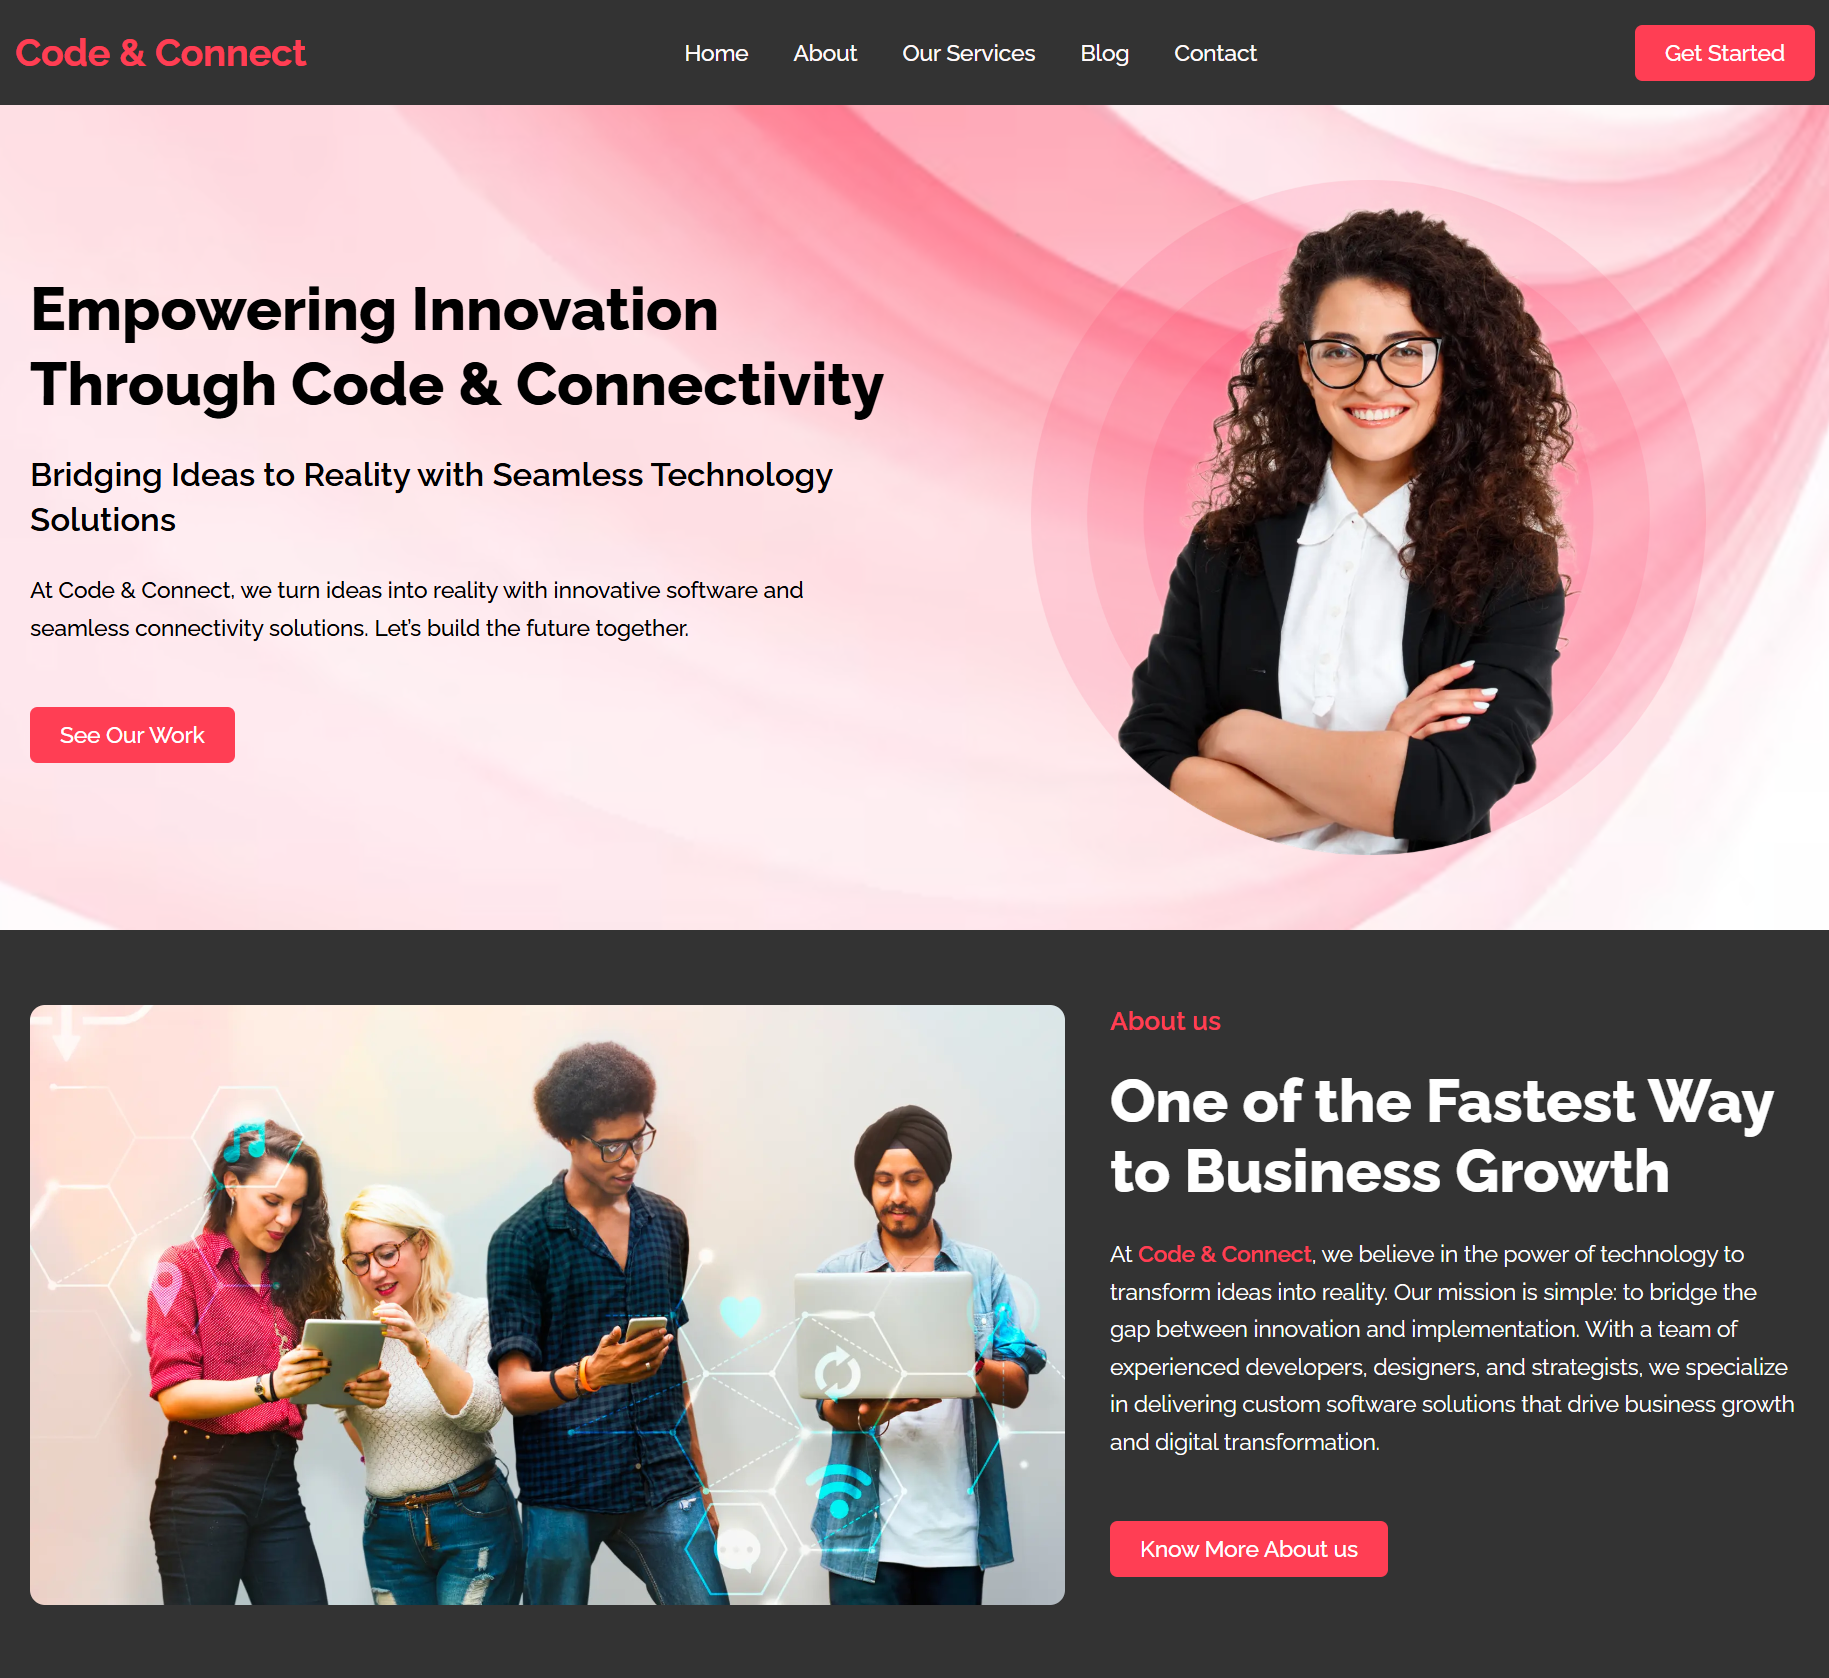 Code & Connect
Home
About
Our Services
Blog
Contact
Get Started
Empowering Innovation
Through Code & Connectivity
Bridging Ideas to Reality with Seamless Technology
Solutions
At Code & Connect, we turn ideas into reality with innovative software and
seamless connectivity solutions. Let’s build the future together.
See Our Work
About us
One of the Fastest Way
to Business Growth
At Code & Connect, we believe in the power of technology to
transform ideas into reality. Our mission is simple: to bridge the
gap between innovation and implementation. With a team of
experienced developers, designers, and strategists, we specialize
in delivering custom software solutions that drive business growth
and digital transformation.
Know More About us